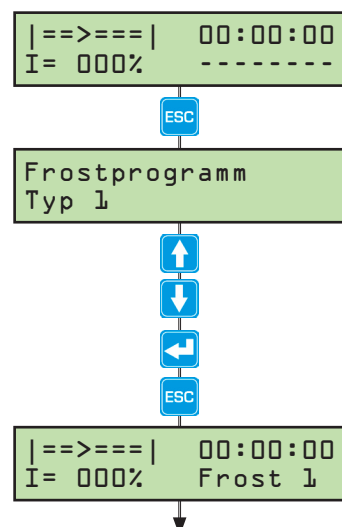 |==>===| 00:00:00
I= 000% --------
ESC
Frostprogramm
Typ 1
ESC
|==>===| 00:00:00
I= 000% Frost 1